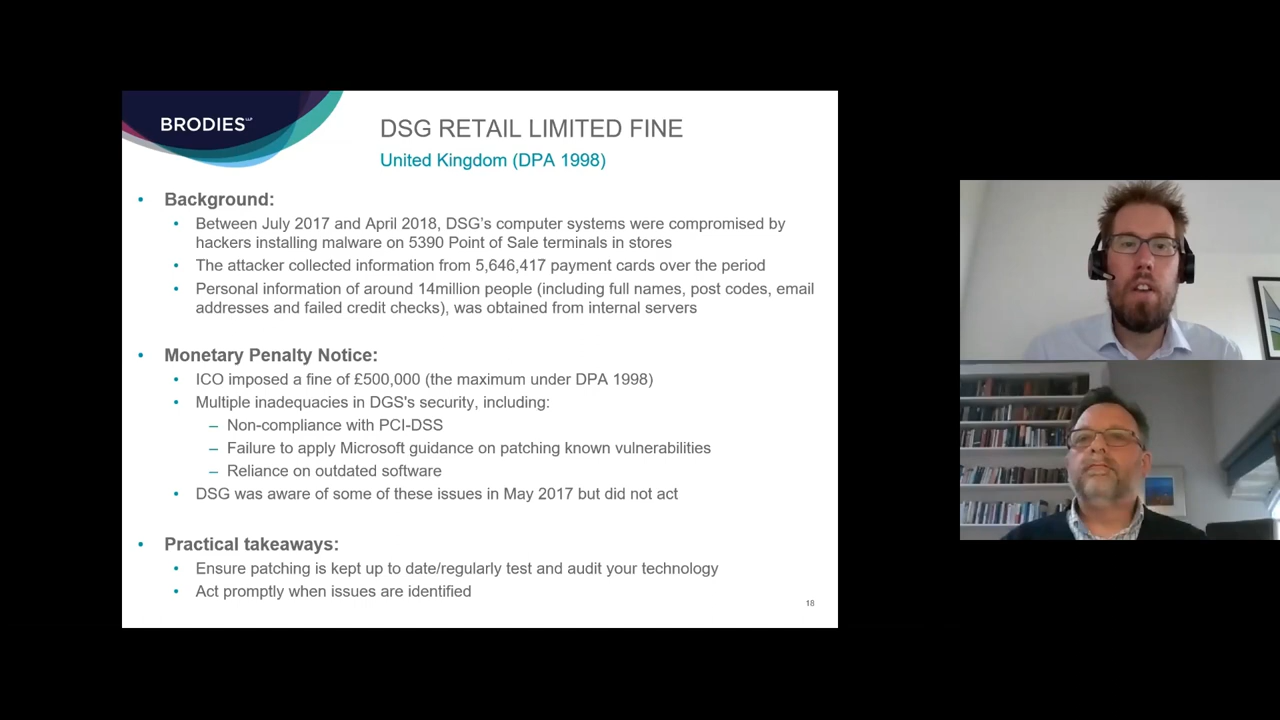 BRODIES LLP
DSG RETAIL LIMITED FINE
United Kingdom (DPA 1998)
• Background:
• Between July 2017 and April 2018, DSG's computer systems were compromised by
hackers installing malware on 5390 Point of Sale terminals in stores
• The attacker collected information from 5,646,417 payment cards over the period
• Personal information of around 14million people (including full names, post codes, email
addresses and failed credit checks), was obtained from internal servers
• Monetary Penalty Notice:
• ICO imposed a fine of £500,000 (the maximum under DPA 1998)
• Multiple inadequacies in DGS's security, including:
– Non-compliance with PCI-DSS
– Failure to apply Microsoft guidance on patching known vulnerabilities
– Reliance on outdated software
• DSG was aware of some of these issues in May 2017 but did not act
• Practical takeaways:
• Ensure patching is kept up to date/regularly test and audit your technology
• Act promptly when issues are identified
18